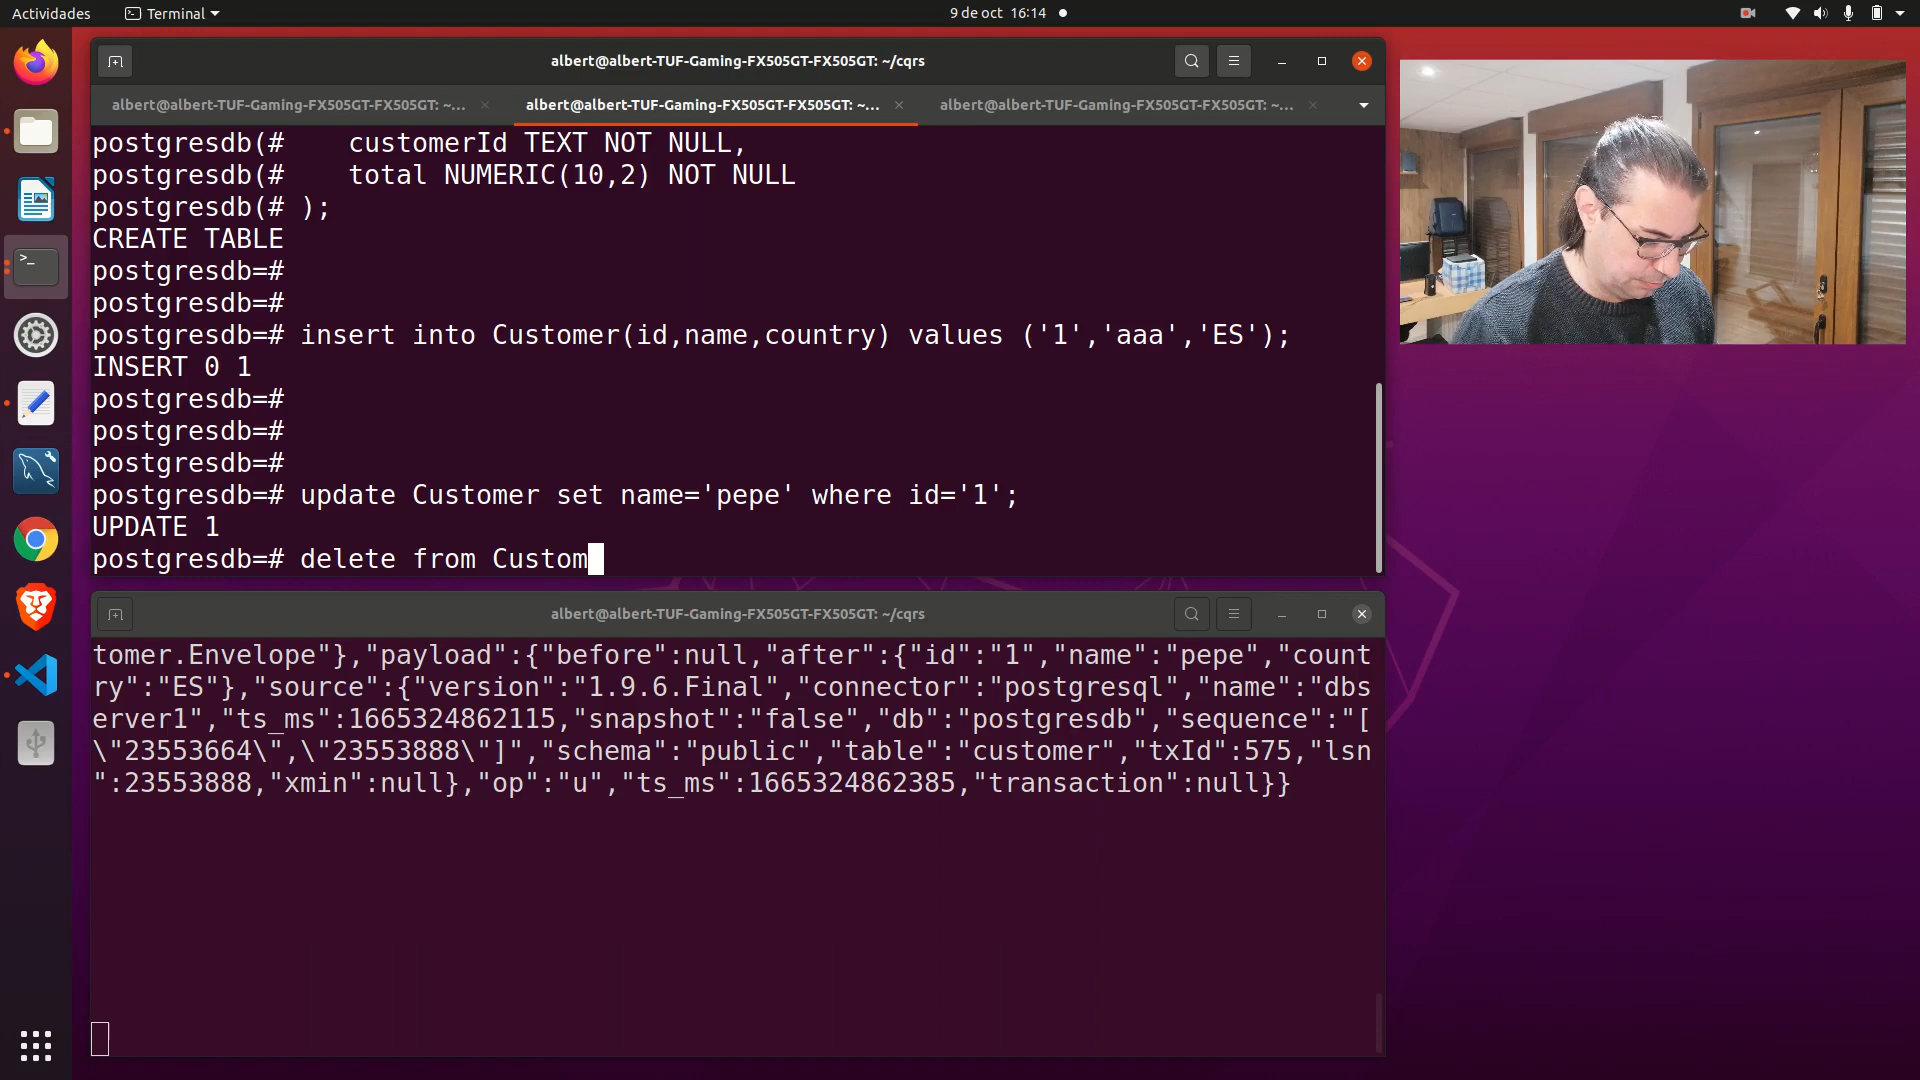 Actividades
Terminal
9 de oct 16:14
albert@albert-TUF-Gaming-FX505GT-FX505GT: ~/cqrs
albert@albert-TUF-Gaming-FX505GT-FX505GT: ~...
albert@albert-TUF-Gaming-FX505GT-FX505GT: ~...
albert@albert-TUF-Gaming-FX505GT-FX505GT: ~...
postgresdb(#    customerId TEXT NOT NULL,
postgresdb(#    total NUMERIC(10,2) NOT NULL
postgresdb(# );
CREATE TABLE
postgresdb=#
postgresdb=#
postgresdb=# insert into Customer(id,name,country) values ('1','aaa','ES');
INSERT 0 1
postgresdb=#
postgresdb=#
postgresdb=#
postgresdb=# update Customer set name='pepe' where id='1';
UPDATE 1
postgresdb=# delete from Custom
albert@albert-TUF-Gaming-FX505GT-FX505GT: ~/cqrs
tomer.Envelope"},"payload":{"before":null,"after":{"id":"1","name":"pepe","count
ry":"ES"},"source":{"version":"1.9.6.Final","connector":"postgresql","name":"dbs
erver1","ts_ms":1665324862115,"snapshot":"false","db":"postgresdb","sequence":"[
\"23553664\",\"23553888\"]","schema":"public","table":"customer","txId":575,"lsn
":23553888,"xmin":null},"op":"u","ts_ms":1665324862385,"transaction":null}}